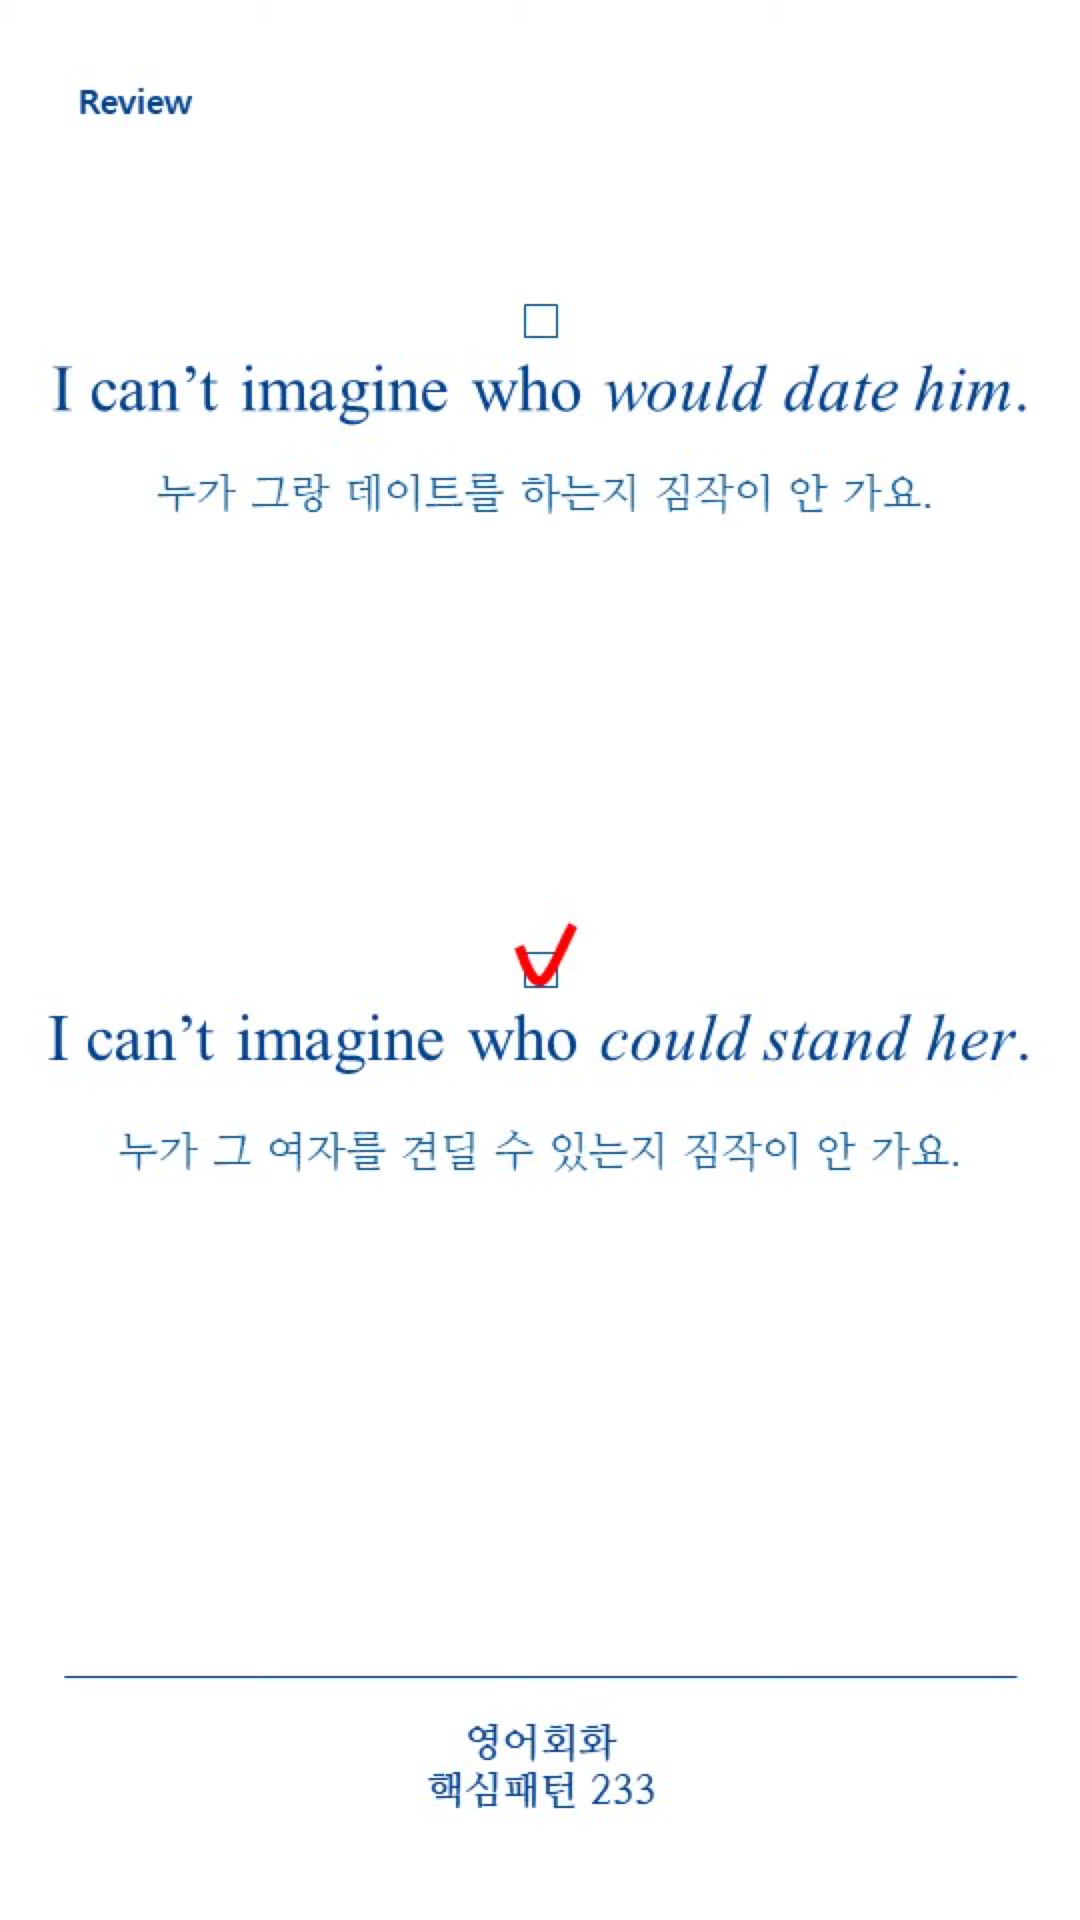 Review
I can’t imagine who would date him.
누가 그랑 데이트를 하는지 짐작이 안 가요.
I can’t imagine who could stand her.
누가 그 여자를 견딜 수 있는지 짐작이 안 가요.
영어회화
핵심패턴 233